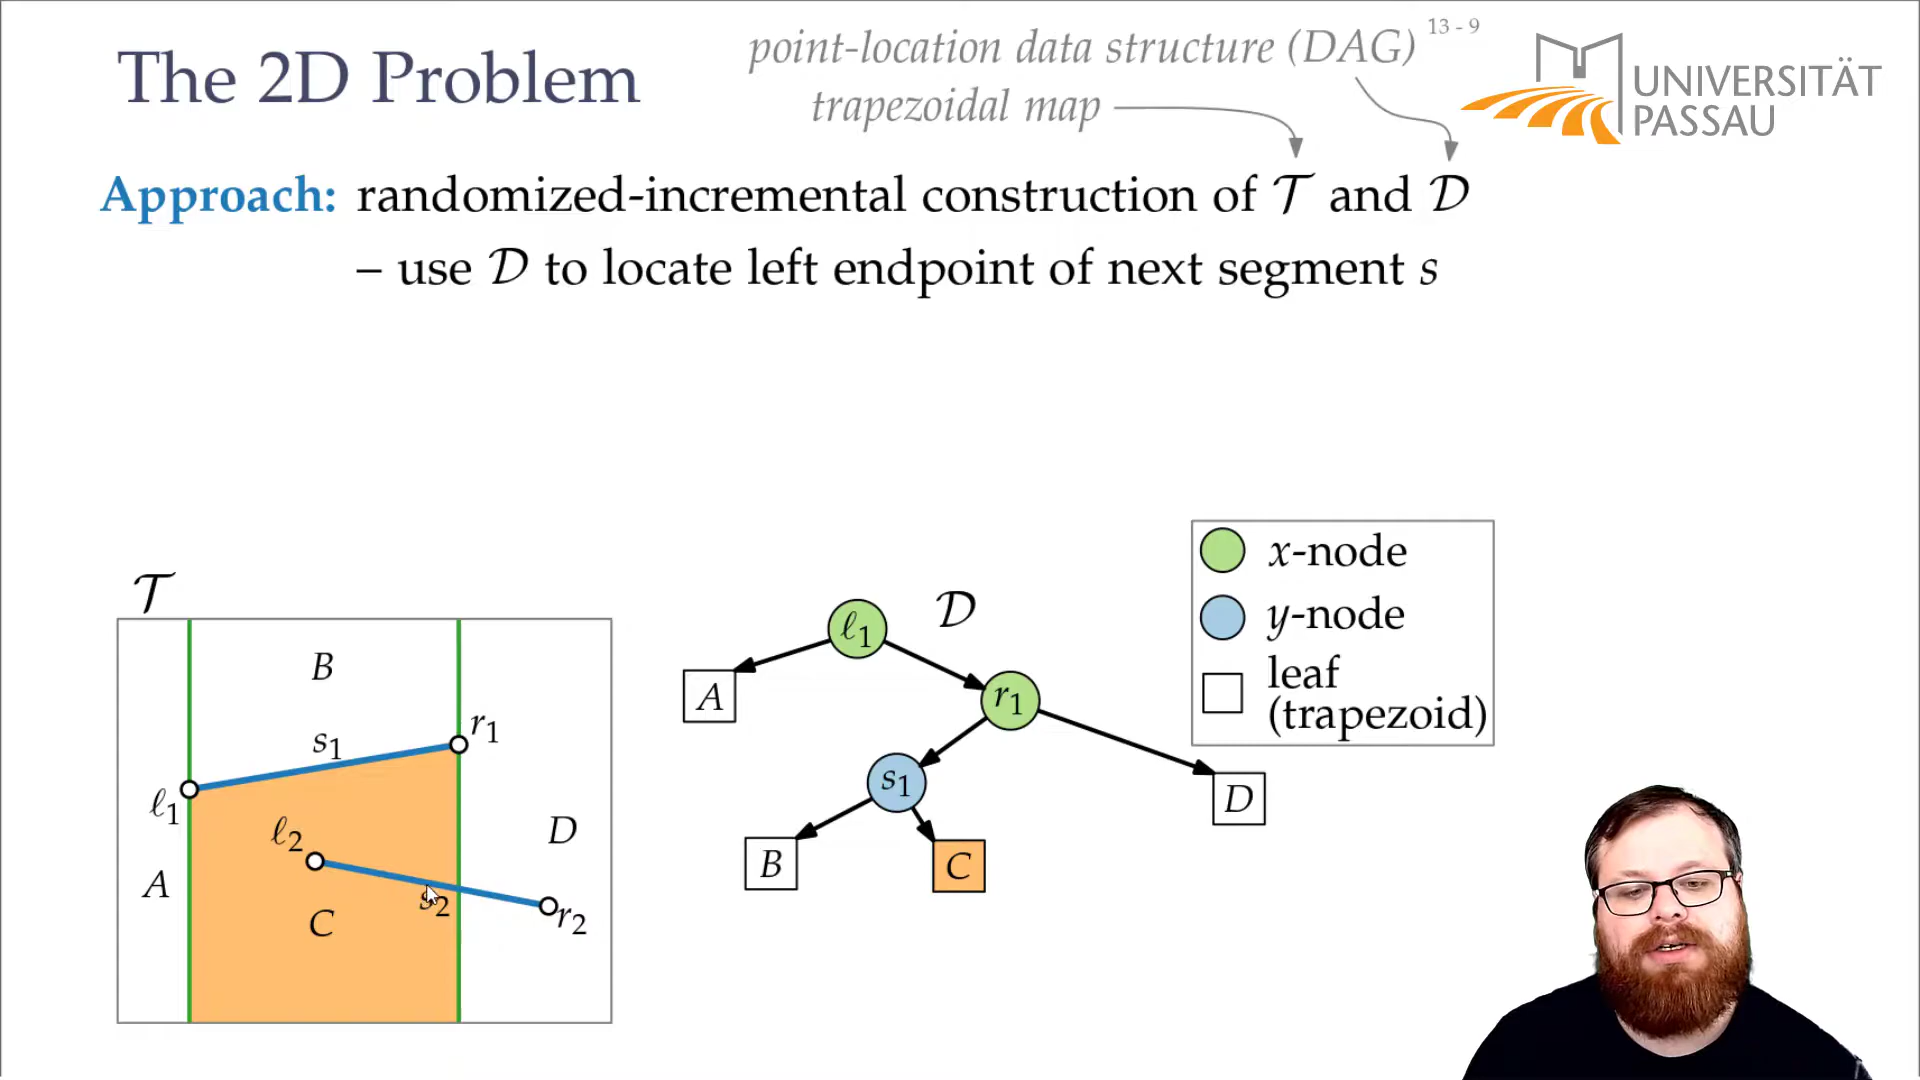 The 2D Problem
point-location data structure (DAG)
13 - 9
trapezoidal map
UNIVERSITÄT
PASSAU
Approach: randomized-incremental construction of 𝒯 and 𝒟
– use 𝒟 to locate left endpoint of next segment s
𝒯
B
s₁
r₁
ℓ₁
ℓ₂
D
A
C
s₂
r₂
𝒟
ℓ₁
A
r₁
s₁
D
B
C
x-node
y-node
leaf
(trapezoid)